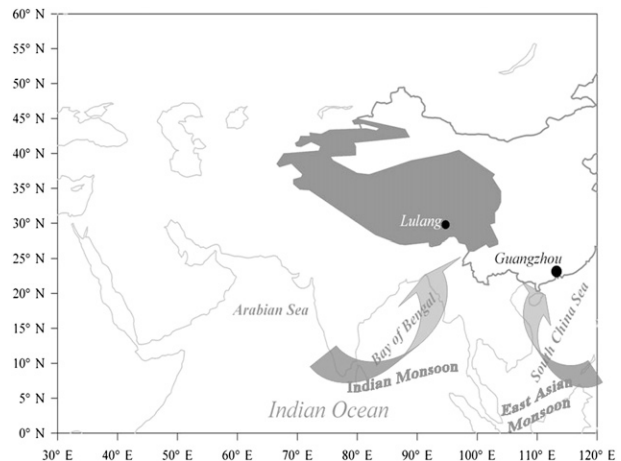 60° N
55° N
50° N
45° N
40° N
35° N
30° N
25° N
20° N
15° N
10° N
5° N
0° N
Lulang
Guangzhou
Arabian Sea
Bay of Bengal
South China Sea
Indian Monsoon
East Asian
Monsoon
Indian Ocean
30° E
40° E
50° E
60° E
70° E
80° E
90° E
100° E
110° E
120° E